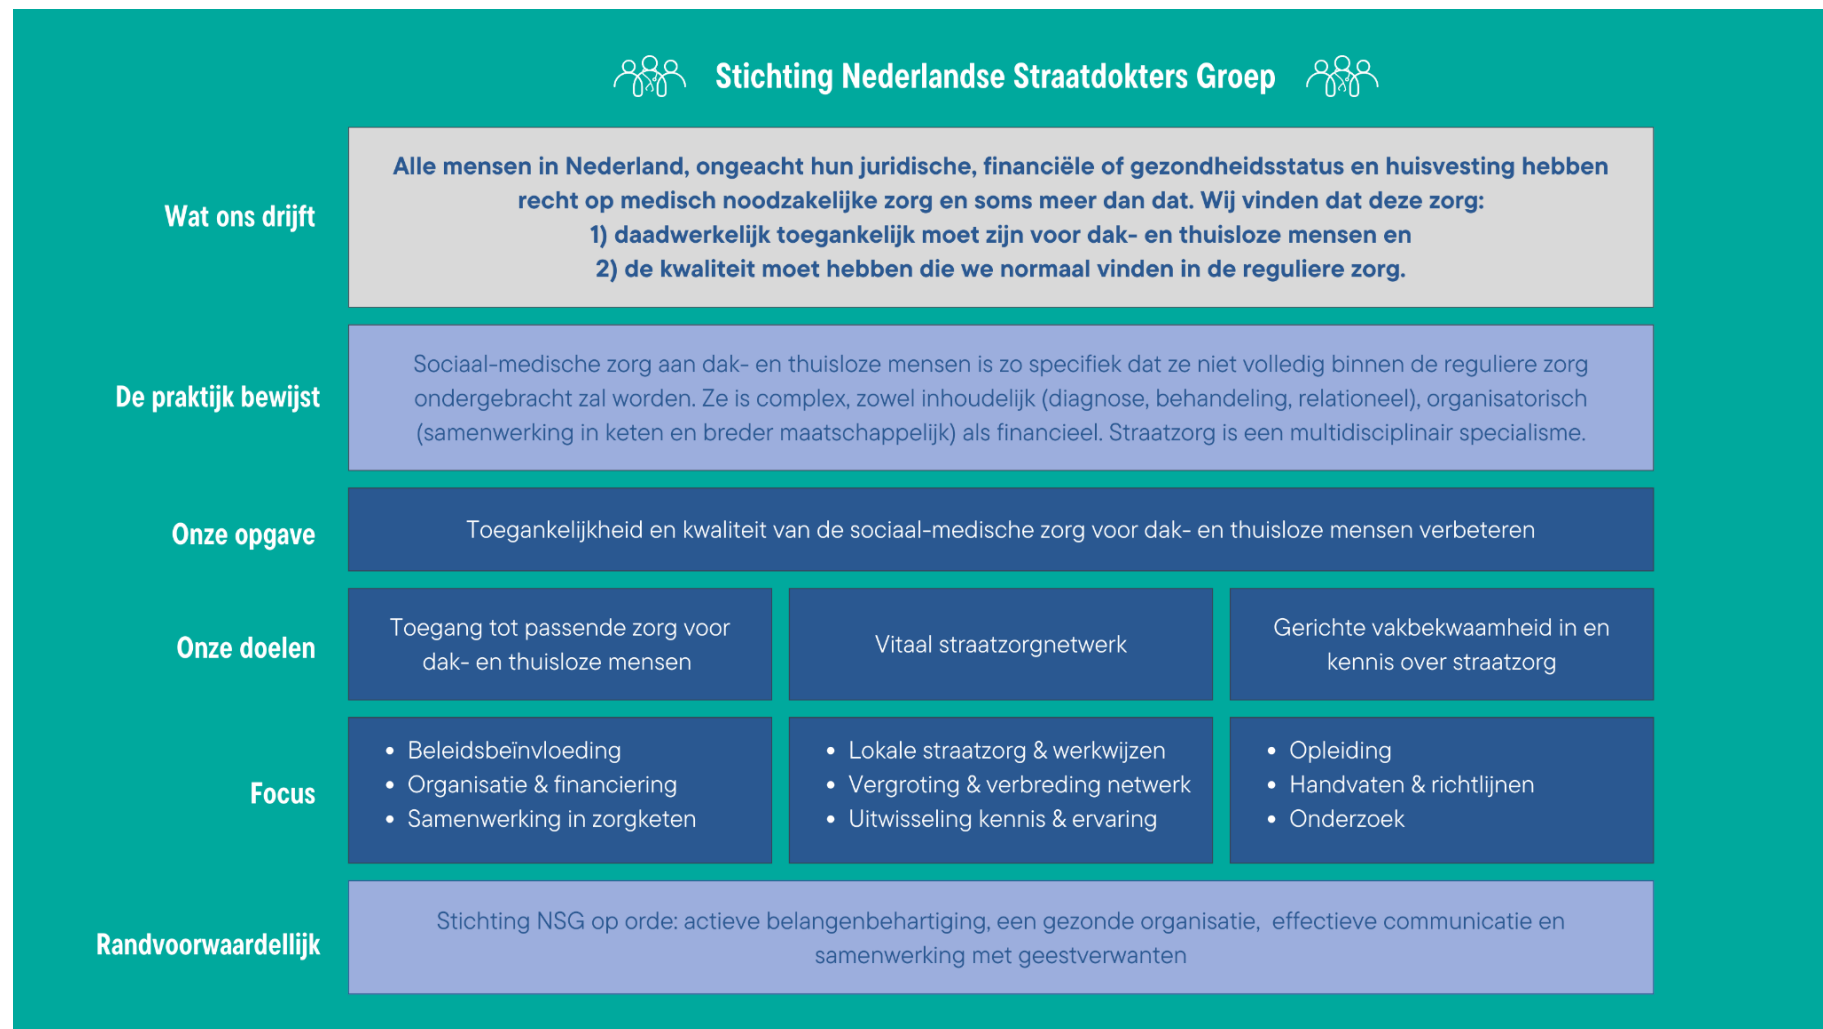 Stichting Nederlandse Straatdokters Groep
Wat ons drijft
Alle mensen in Nederland, ongeacht hun juridische, financiële of gezondheidsstatus en huisvesting hebben
recht op medisch noodzakelijke zorg en soms meer dan dat. Wij vinden dat deze zorg:
1) daadwerkelijk toegankelijk moet zijn voor dak- en thuisloze mensen en
2) de kwaliteit moet hebben die we normaal vinden in de reguliere zorg.
De praktijk bewijst
Sociaal-medische zorg aan dak- en thuisloze mensen is zo specifiek dat ze niet volledig binnen de reguliere zorg
ondergebracht zal worden. Ze is complex, zowel inhoudelijk (diagnose, behandeling, relationeel), organisatorisch
(samenwerking in keten en breder maatschappelijk) als financieel. Straatzorg is een multidisciplinair specialisme.
Onze opgave
Toegankelijkheid en kwaliteit van de sociaal-medische zorg voor dak- en thuisloze mensen verbeteren
Onze doelen
Toegang tot passende zorg voor
dak- en thuisloze mensen
Vitaal straatzorgnetwerk
Gerichte vakbekwaamheid in en
kennis over straatzorg
Focus
• Beleidsbeïnvloeding
• Organisatie & financiering
• Samenwerking in zorgketen
• Lokale straatzorg & werkwijzen
• Vergroting & verbreding netwerk
• Uitwisseling kennis & ervaring
• Opleiding
• Handvaten & richtlijnen
• Onderzoek
Randvoorwaardellijk
Stichting NSG op orde: actieve belangenbehartiging, een gezonde organisatie, effectieve communicatie en
samenwerking met geestverwanten